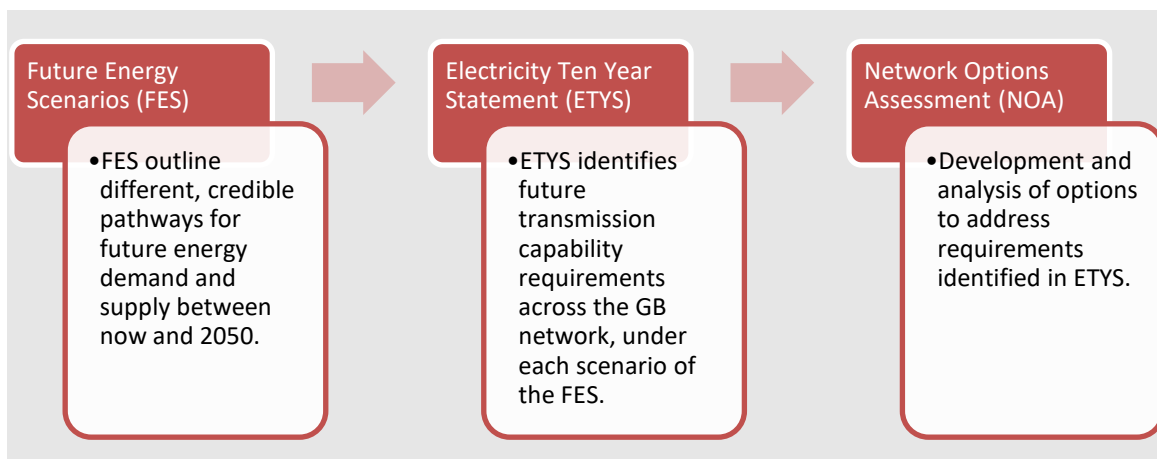 Future Energy
Scenarios (FES)
•FES outline
different, credible
pathways for
future energy
demand and
supply between
now and 2050.
Electricity Ten Year
Statement (ETYS)
•ETYS identifies
future
transmission
capability
requirements
across the GB
network, under
each scenario of
the FES.
Network Options
Assessment (NOA)
•Development and
analysis of options
to address
requirements
identified in ETYS.